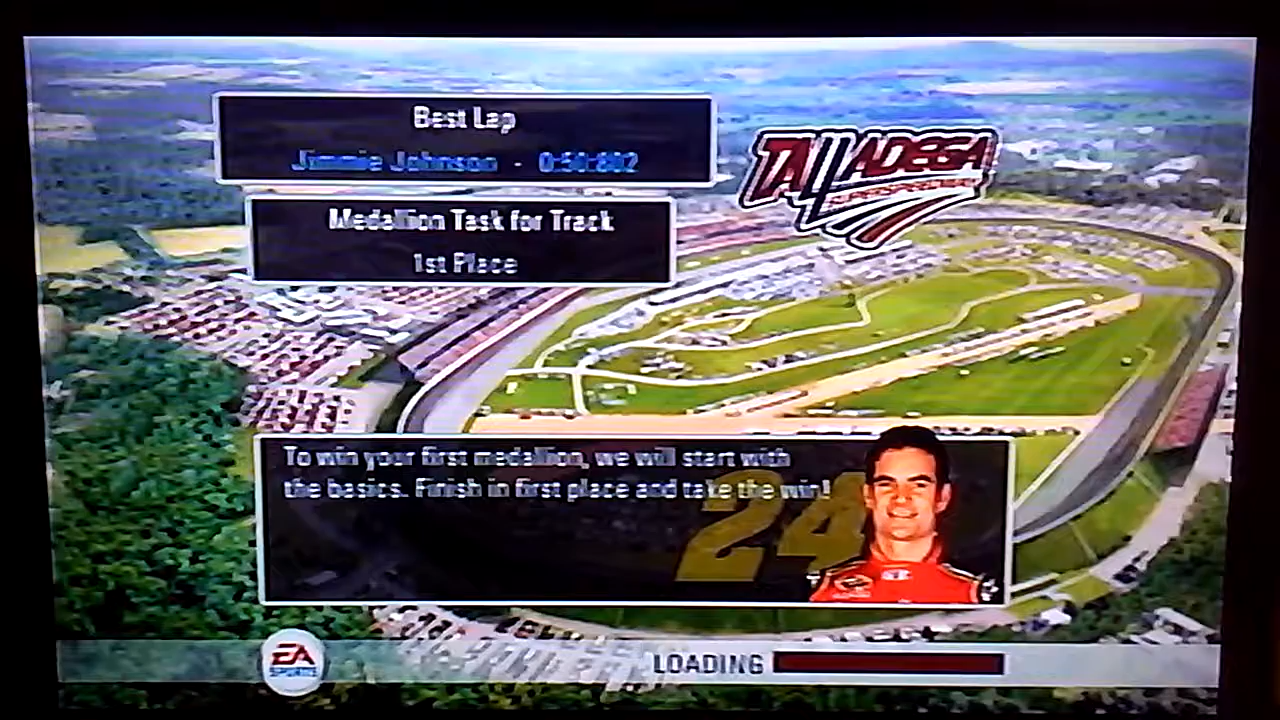 Best Lap
Jimmie Johnson - 0:50:802
TALLADEGA
SUPERSPEEDWAY
Medallion Task for Track
1st Place
To win your first medallion, we will start with
the basics. Finish in first place and take the win!
24
EA
SPORTS
LOADING